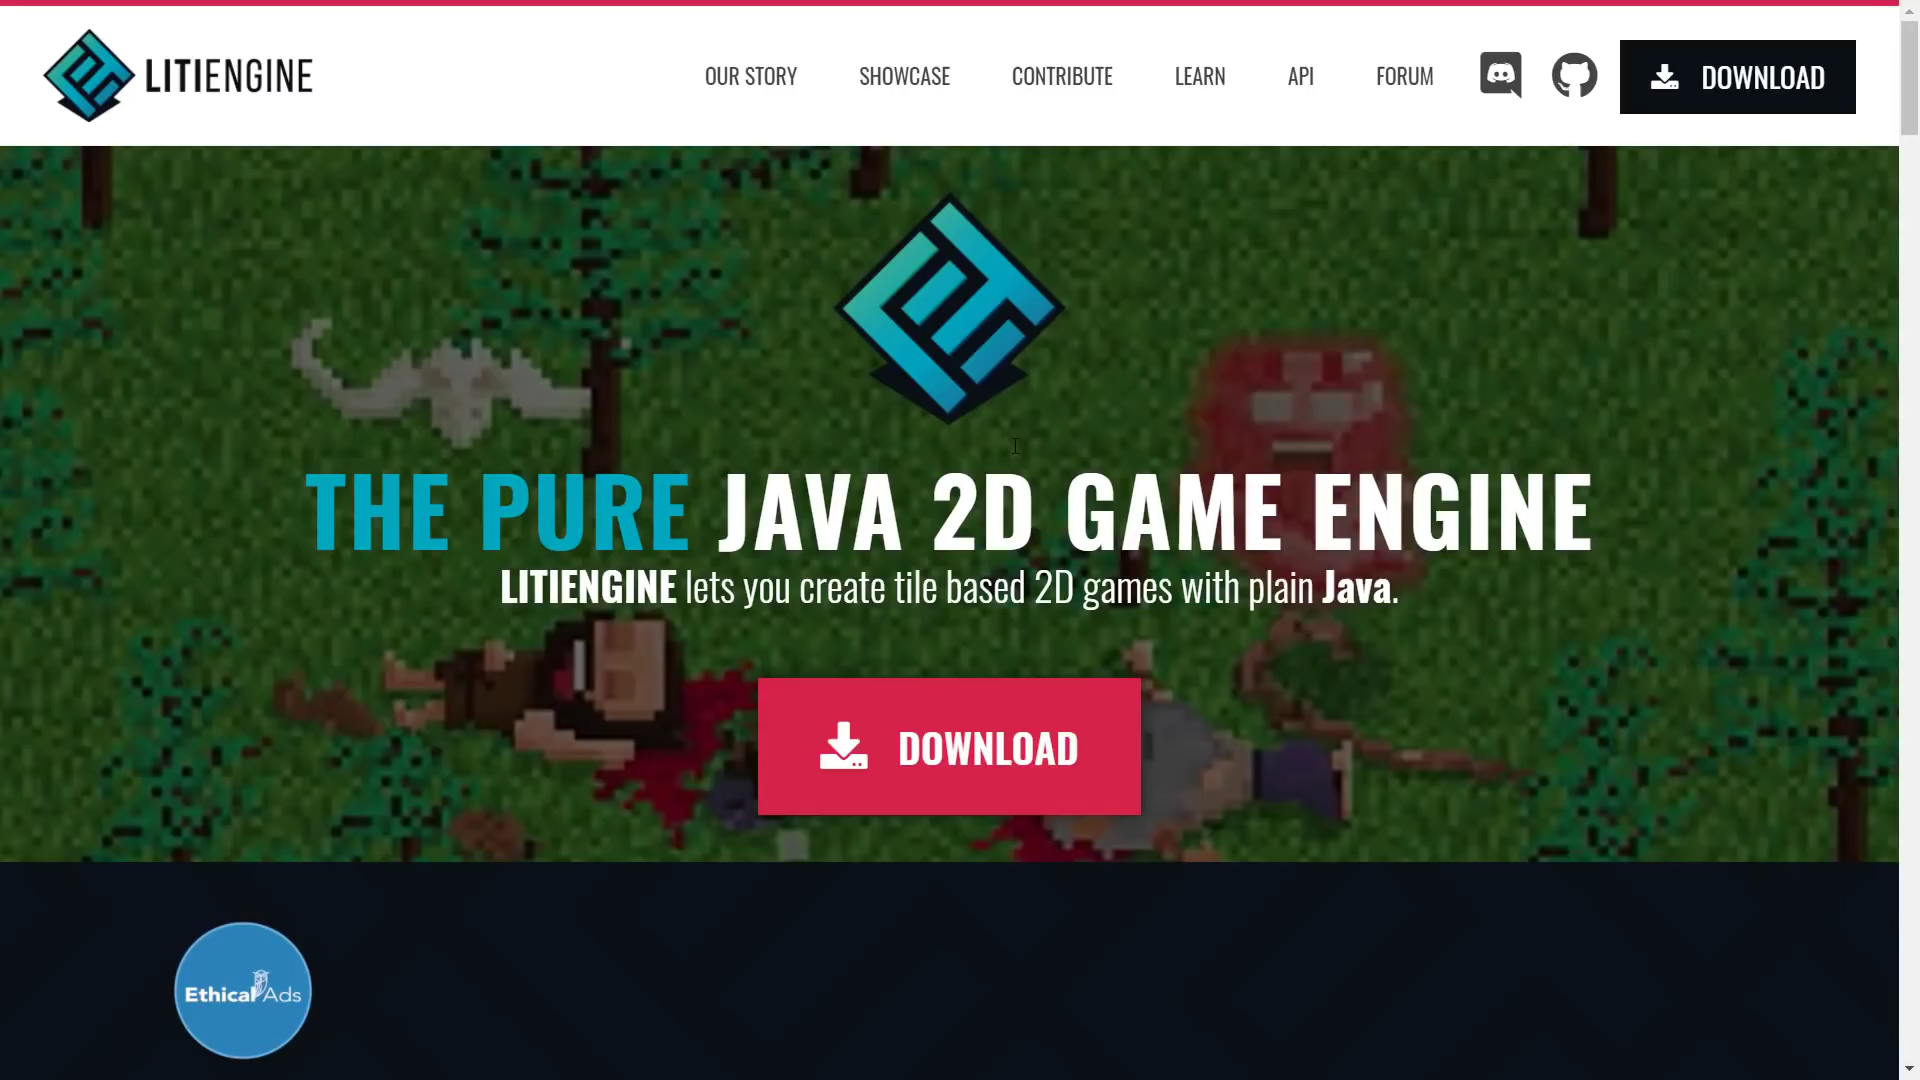 LITIENGINE
OUR STORY
SHOWCASE
CONTRIBUTE
LEARN
API
FORUM
DOWNLOAD
THE PURE JAVA 2D GAME ENGINE
LITIENGINE lets you create tile based 2D games with plain Java.
DOWNLOAD
EthicalAds